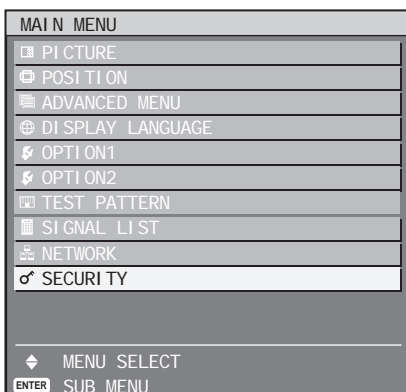 MAIN MENU
PICTURE
POSITION
ADVANCED MENU
DISPLAY LANGUAGE
OPTION1
OPTION2
TEST PATTERN
SIGNAL LIST
NETWORK
SECURITY
MENU SELECT
ENTER SUB MENU